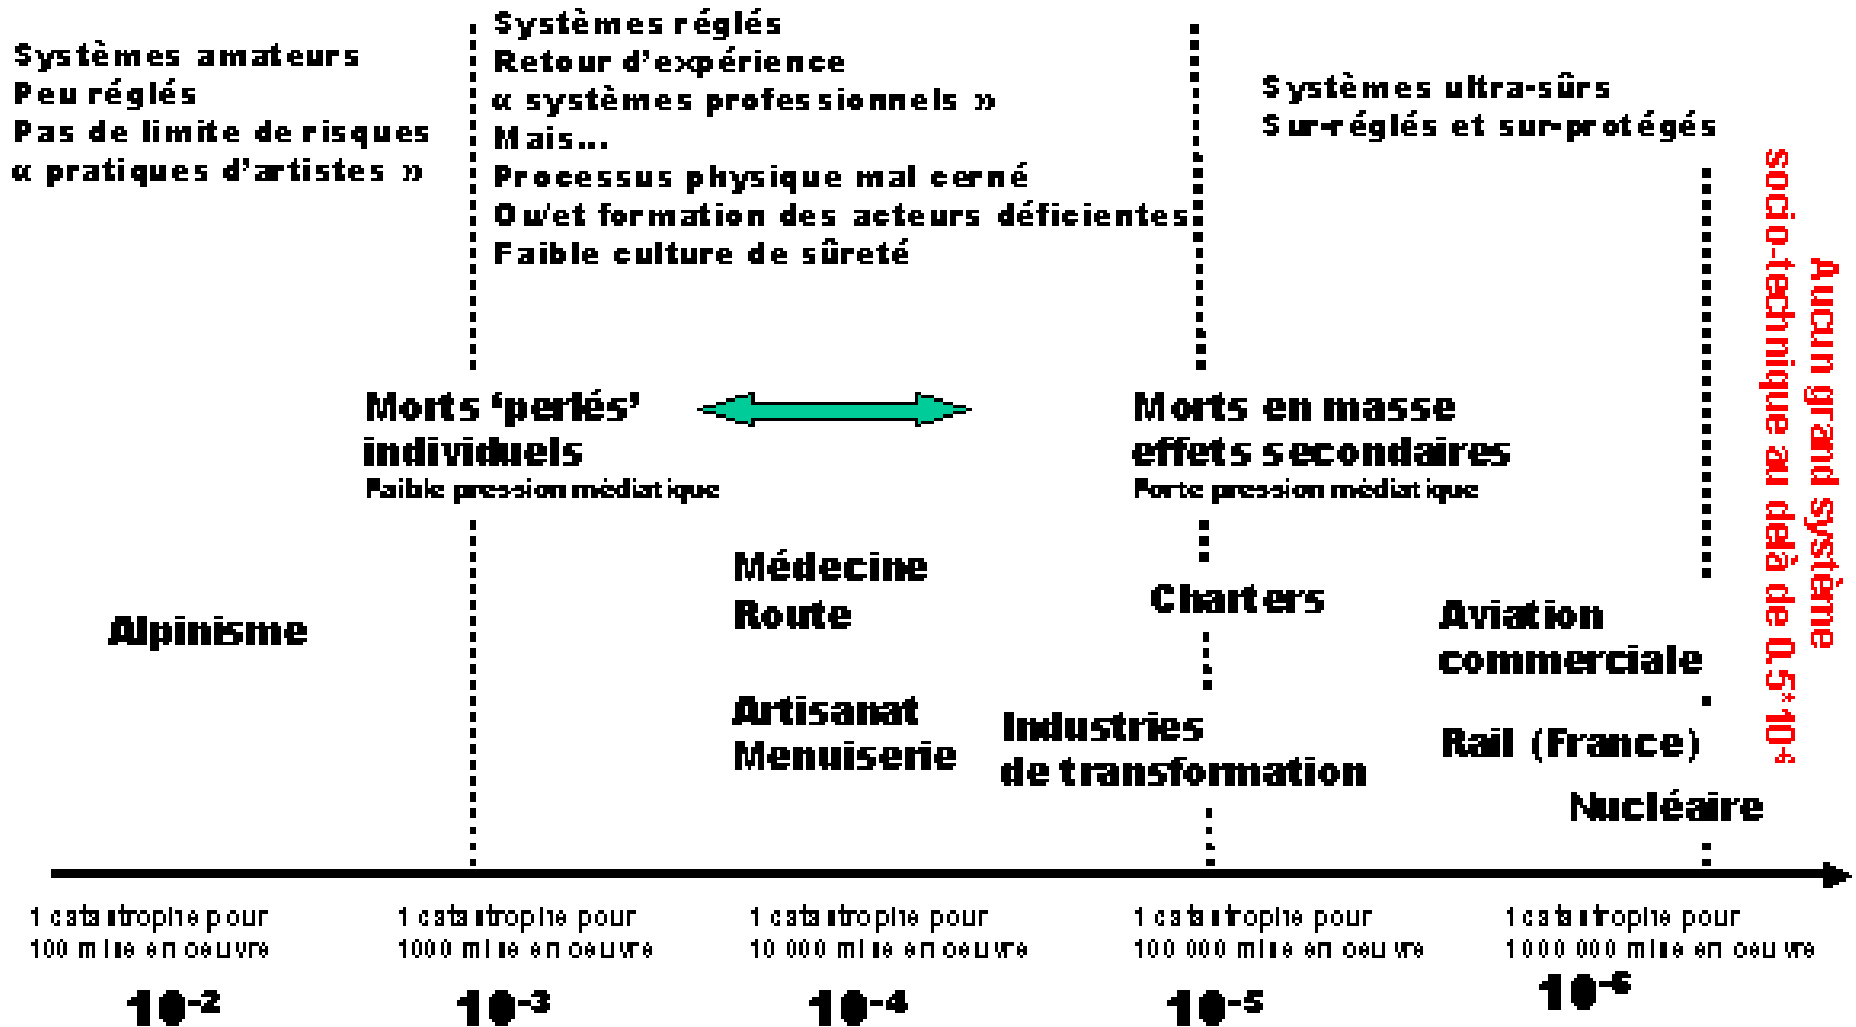 Systèmes amateurs
Peu réglés
Pas de limite de risques
« pratiques d'artistes »
Systèmes réglés
Retour d'expérience
« systèmes professionnels »
Mais...
Processus physique mal cerné
Ou/et formation des acteurs déficientes
Faible culture de sûreté
Systèmes ultra-sûrs
Sur-réglés et sur-protégés
Aucun grand système
socio-technique au delà de 0.5*10-6
Morts ‘perlés’
individuels
Faible pression médiatique
Morts en masse
effets secondaires
Forte pression médiatique
Alpinisme
Médecine
Route
Artisanat
Menuiserie
Charters
Industries
de transformation
Aviation
commerciale
Rail (France)
Nucléaire
1 catastrophe pour
100 mise en oeuvre
10-2
1 catastrophe pour
1000 mise en oeuvre
10-3
1 catastrophe pour
10 000 mise en oeuvre
10-4
1 catastrophe pour
100 000 mise en oeuvre
10-5
1 catastrophe pour
1000 000 mise en oeuvre
10-6